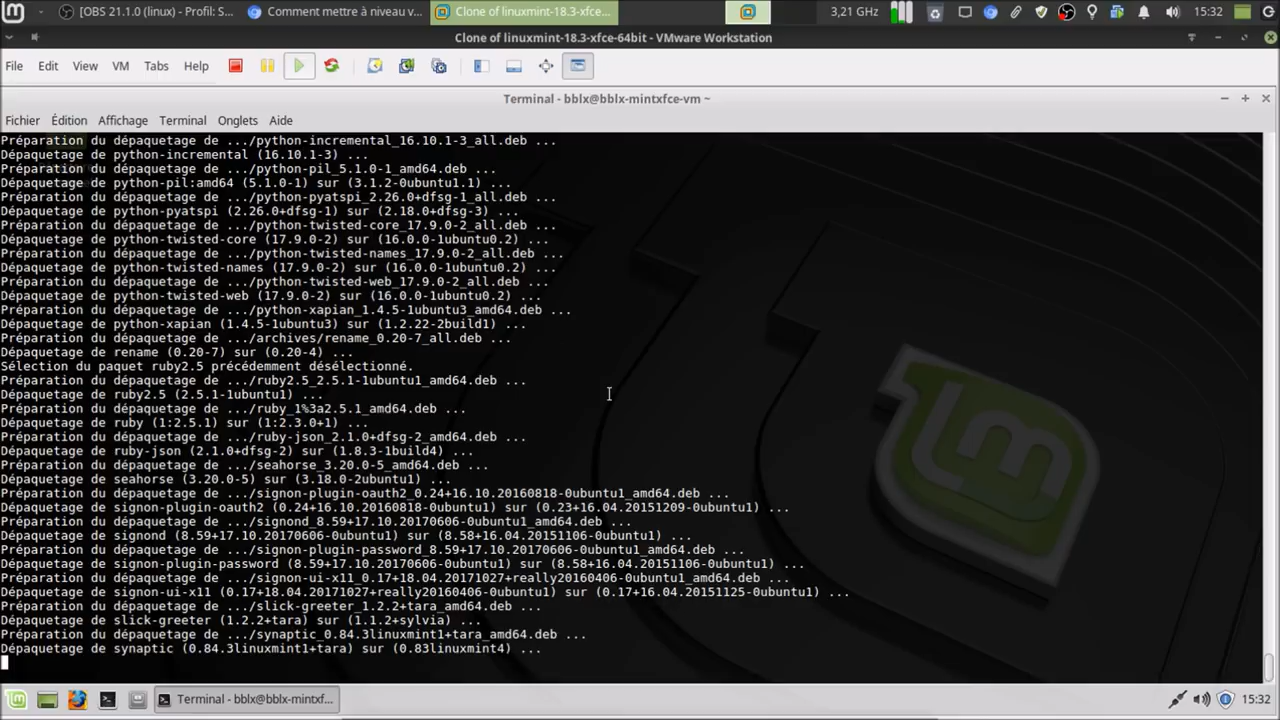 [OBS 21.1.0 (linux) - Profil: S...
Comment mettre à niveau v...
Clone of linuxmint-18.3-xfce...
3,21 GHz
15:32
Clone of linuxmint-18.3-xfce-64bit - VMware Workstation
File Edit View VM Tabs Help
Terminal - bblx@bblx-mintxfce-vm ~
Fichier Édition Affichage Terminal Onglets Aide
Préparation du dépaquetage de .../python-incremental_16.10.1-3_all.deb ...
Dépaquetage de python-incremental (16.10.1-3) ...
Préparation du dépaquetage de .../python-pil_5.1.0-1_amd64.deb ...
Dépaquetage de python-pil:amd64 (5.1.0-1) sur (3.1.2-0ubuntu1.1) ...
Préparation du dépaquetage de .../python-pyatspi_2.26.0+dfsg-1_all.deb ...
Dépaquetage de python-pyatspi (2.26.0+dfsg-1) sur (2.18.0+dfsg-3) ...
Préparation du dépaquetage de .../python-twisted-core_17.9.0-2_all.deb ...
Dépaquetage de python-twisted-core (17.9.0-2) sur (16.0.0-1ubuntu0.2) ...
Préparation du dépaquetage de .../python-twisted-names_17.9.0-2_all.deb ...
Dépaquetage de python-twisted-names (17.9.0-2) sur (16.0.0-1ubuntu0.2) ...
Préparation du dépaquetage de .../python-twisted-web_17.9.0-2_all.deb ...
Dépaquetage de python-twisted-web (17.9.0-2) sur (16.0.0-1ubuntu0.2) ...
Préparation du dépaquetage de .../python-xapian_1.4.5-1ubuntu3_amd64.deb ...
Dépaquetage de python-xapian (1.4.5-1ubuntu3) sur (1.2.22-2build1) ...
Préparation du dépaquetage de .../archives/rename_0.20-7_all.deb ...
Dépaquetage de rename (0.20-7) sur (0.20-4) ...
Sélection du paquet ruby2.5 précédemment désélectionné.
Préparation du dépaquetage de .../ruby2.5_2.5.1-1ubuntu1_amd64.deb ...
Dépaquetage de ruby2.5 (2.5.1-1ubuntu1) ...
Préparation du dépaquetage de .../ruby_1%3a2.5.1_amd64.deb ...
Dépaquetage de ruby (1:2.5.1) sur (1:2.3.0+1) ...
Préparation du dépaquetage de .../ruby-json_2.1.0+dfsg-2_amd64.deb ...
Dépaquetage de ruby-json (2.1.0+dfsg-2) sur (1.8.3-1build4) ...
Préparation du dépaquetage de .../seahorse_3.20.0-5_amd64.deb ...
Dépaquetage de seahorse (3.20.0-5) sur (3.18.0-2ubuntu1) ...
Préparation du dépaquetage de .../signon-plugin-oauth2_0.24+16.10.20160818-0ubuntu1_amd64.deb ...
Dépaquetage de signon-plugin-oauth2 (0.24+16.10.20160818-0ubuntu1) sur (0.23+16.04.20151209-0ubuntu1) ...
Préparation du dépaquetage de .../signond_8.59+17.10.20170606-0ubuntu1_amd64.deb ...
Dépaquetage de signond (8.59+17.10.20170606-0ubuntu1) sur (8.58+16.04.20151106-0ubuntu1) ...
Préparation du dépaquetage de .../signon-plugin-password_8.59+17.10.20170606-0ubuntu1_amd64.deb ...
Dépaquetage de signon-plugin-password (8.59+17.10.20170606-0ubuntu1) sur (8.58+16.04.20151106-0ubuntu1) ...
Préparation du dépaquetage de .../signon-ui-x11_0.17+18.04.20171027+really20160406-0ubuntu1_amd64.deb ...
Dépaquetage de signon-ui-x11 (0.17+18.04.20171027+really20160406-0ubuntu1) sur (0.17+16.04.20151125-0ubuntu1) ...
Préparation du dépaquetage de .../slick-greeter_1.2.2+tara_amd64.deb ...
Dépaquetage de slick-greeter (1.2.2+tara) sur (1.1.2+sylvia) ...
Préparation du dépaquetage de .../synaptic_0.84.3linuxmint1+tara_amd64.deb ...
Dépaquetage de synaptic (0.84.3linuxmint1+tara) sur (0.83linuxmint4) ...
Terminal - bblx@bblx-mintxf...
15:32